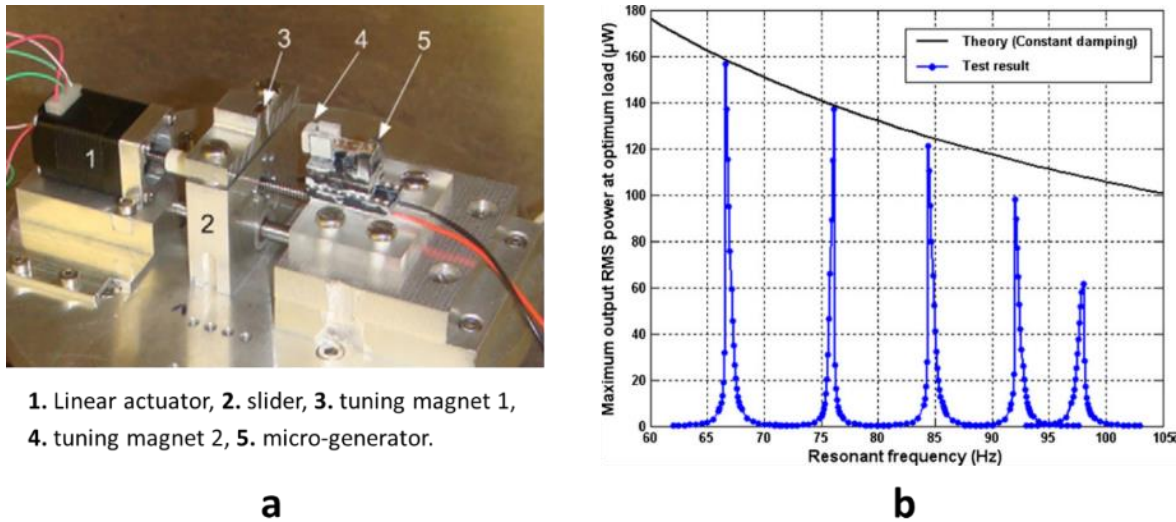 3 4 5
1
2
1. Linear actuator, 2. slider, 3. tuning magnet 1,
4. tuning magnet 2, 5. micro-generator.
a
Maximum output RMS power at optimum load (µW)
180
160
140
120
100
80
60
40
20
0
Theory (Constant damping)
Test result
60 65 70 75 80 85 90 95 100 105
Resonant frequency (Hz)
b